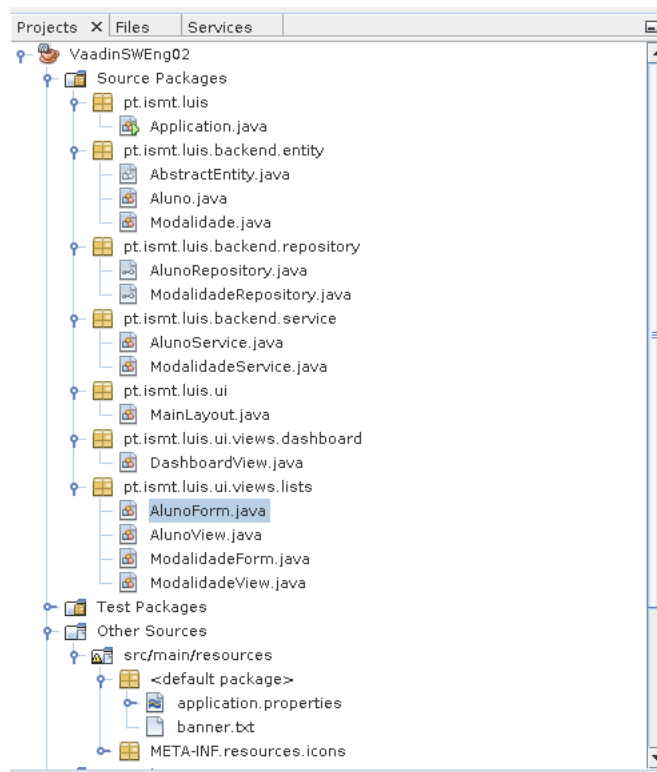 Projects X Files Services
VaadinSWEng02
Source Packages
pt.ismt.luis
Application.java
pt.ismt.luis.backend.entity
AbstractEntity.java
Aluno.java
Modalidade.java
pt.ismt.luis.backend.repository
AlunoRepository.java
ModalidadeRepository.java
pt.ismt.luis.backend.service
AlunoService.java
ModalidadeService.java
pt.ismt.luis.ui
MainLayout.java
pt.ismt.luis.ui.views.dashboard
DashboardView.java
pt.ismt.luis.ui.views.lists
AlunoForm.java
AlunoView.java
ModalidadeForm.java
ModalidadeView.java
Test Packages
Other Sources
src/main/resources
<default package>
application.properties
banner.txt
META-INF.resources.icons